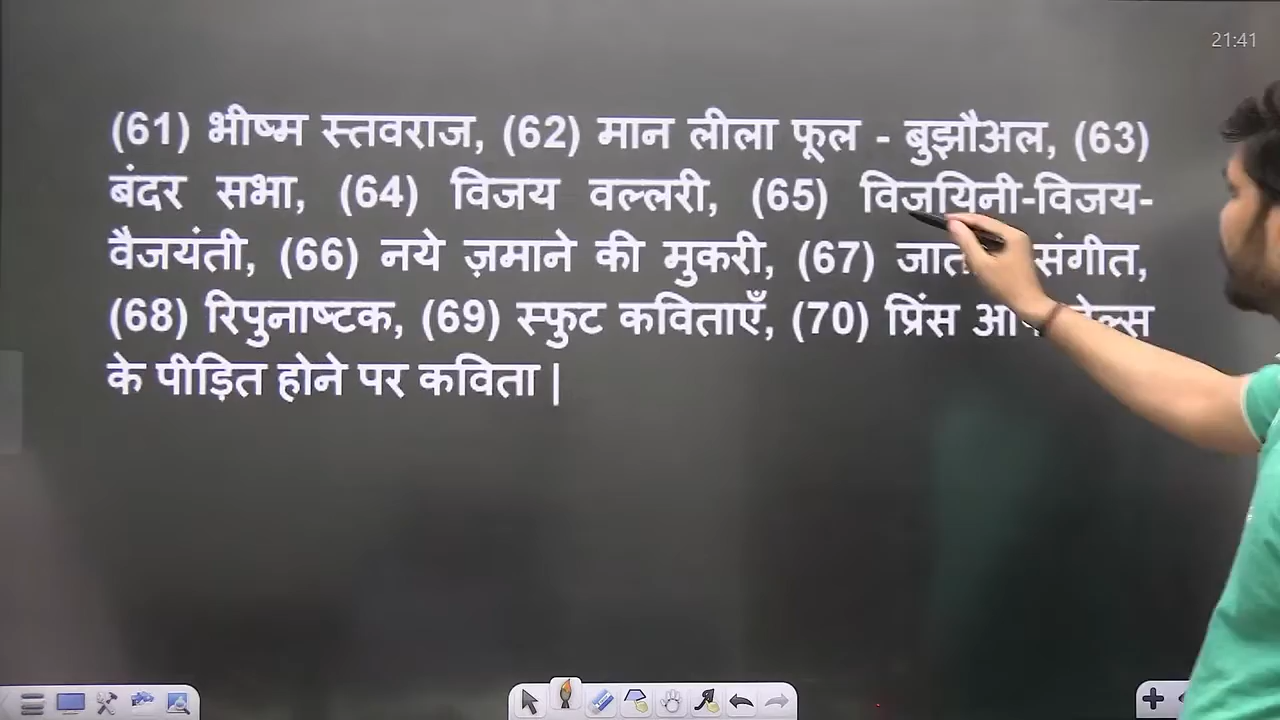 21:41
(61) भीष्म स्तवराज, (62) मान लीला फूल - बुझौअल, (63)
बंदर सभा, (64) विजय वल्लरी, (65) विजयिनी-विजय-
वैजयंती, (66) नये ज़माने की मुकरी, (67) संगीत,
(68) रिपुनाष्टक, (69) स्फुट कविताएँ, (70) प्रिंस
के पीड़ित होने पर कविता |